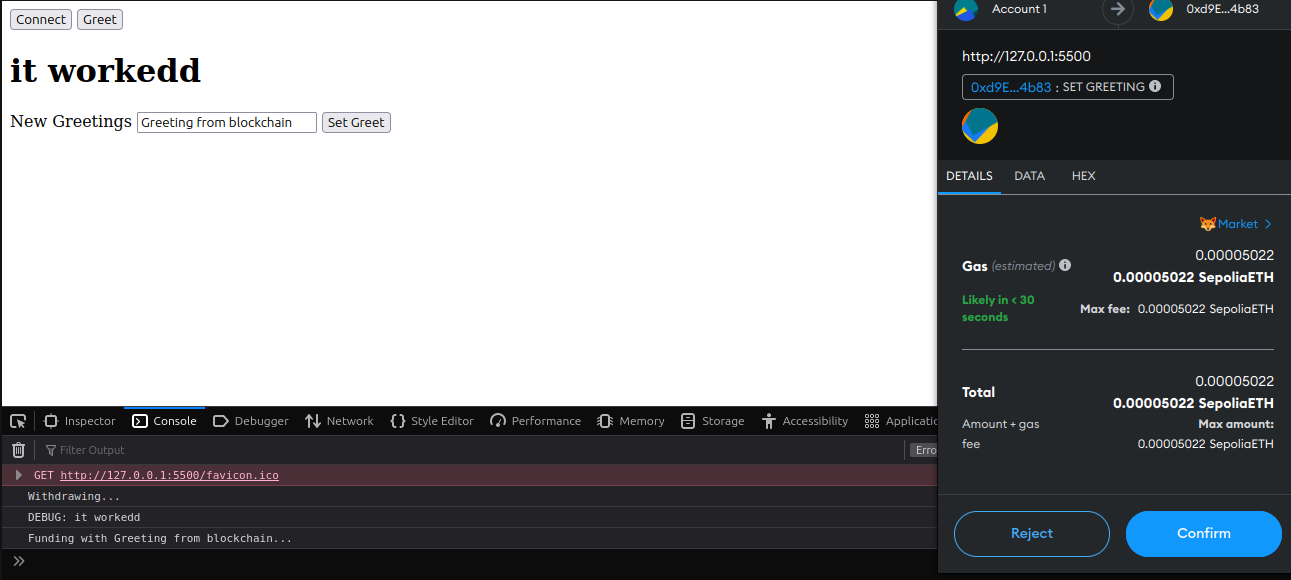 Connect Greet
it workedd
New Greetings Greeting from blockchain Set Greet
Inspector Console Debugger Network Style Editor Performance Memory Storage Accessibility Applicatio
Filter Output Erro
GET http://127.0.0.1:5500/favicon.ico
Withdrawing...
DEBUG: it workedd
Funding with Greeting from blockchain...
Account 1 0xd9E...4b83
http://127.0.0.1:5500
0xd9E...4b83 : SET GREETING
DETAILS DATA HEX
Market
0.00005022
Gas (estimated)
0.00005022 SepoliaETH
Likely in < 30
seconds
Max fee: 0.00005022 SepoliaETH
0.00005022
Total
0.00005022 SepoliaETH
Amount + gas
fee
Max amount:
0.00005022 SepoliaETH
Reject Confirm